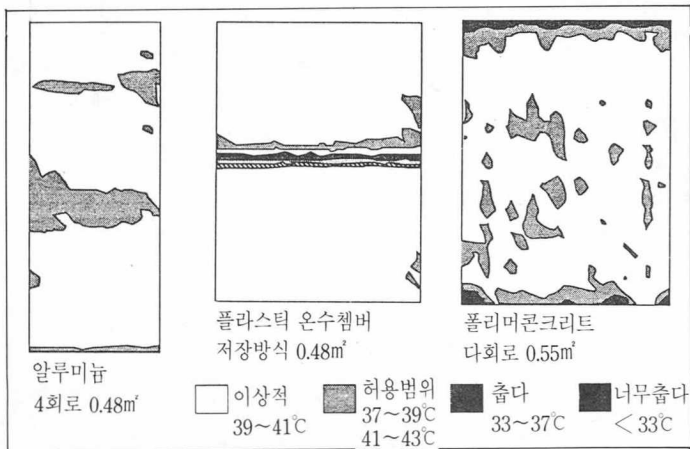 알루미늄
4회로 0.48㎡
플라스틱 온수쳄버
저장방식 0.48㎡
폴리머콘크리트
다회로 0.55㎡
이상적
39~41℃
허용범위
37~39℃
41~43℃
춥다
33~37℃
너무춥다
<33℃